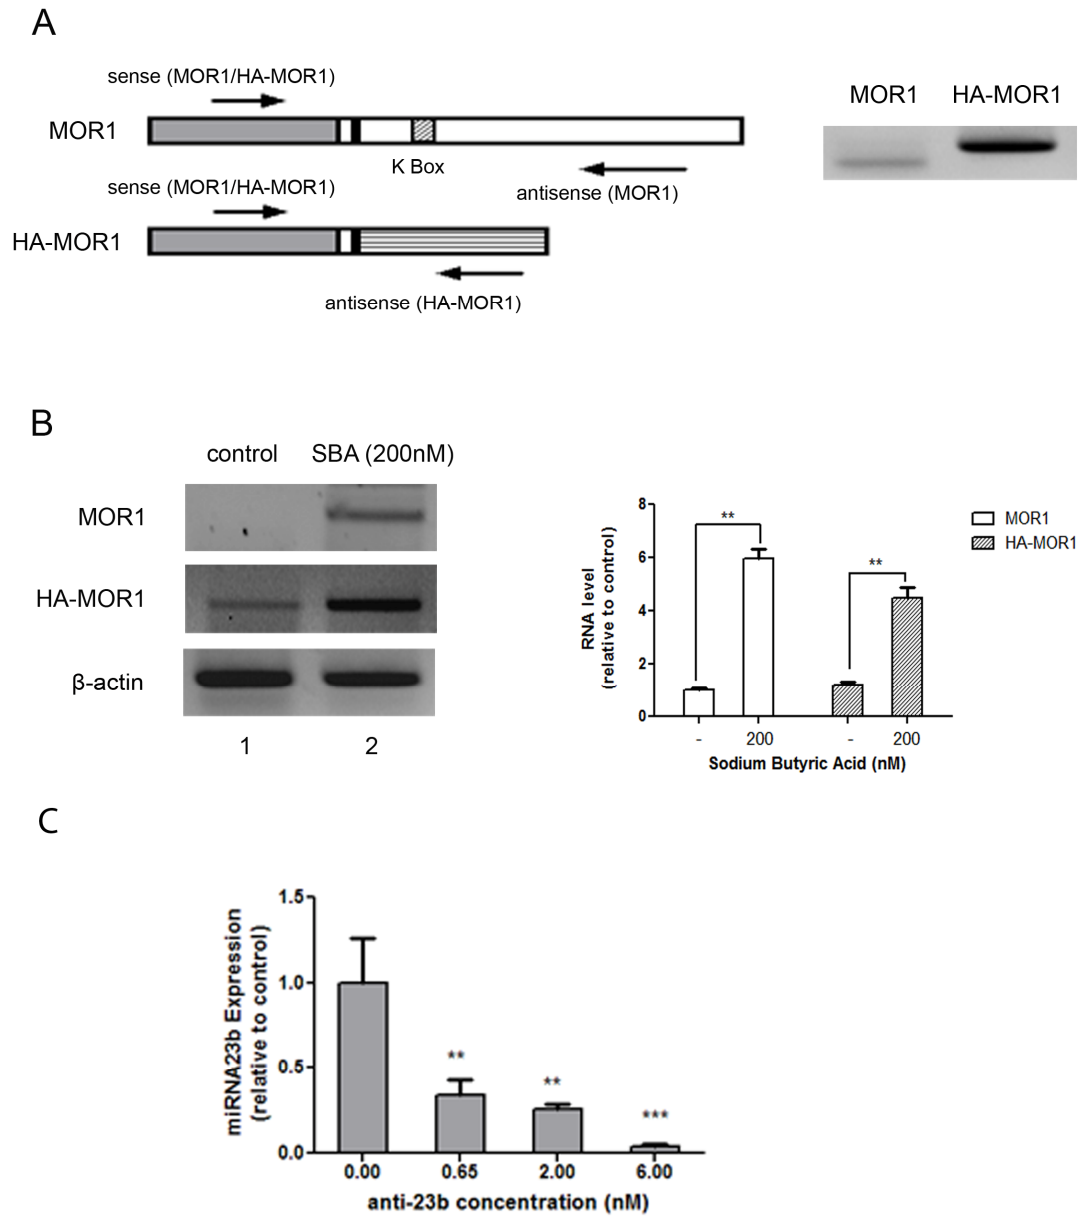 A
sense (MOR1/HA-MOR1)
MOR1
K Box
antisense (MOR1)
sense (MOR1/HA-MOR1)
HA-MOR1
antisense (HA-MOR1)
MOR1 HA-MOR1
B
control SBA (200nM)
MOR1
HA-MOR1
β-actin
1 2
RNA level
(relative to control)
8
6
4
2
0
**
**
MOR1
HA-MOR1
- 200 - 200
Sodium Butyric Acid (nM)
C
miRNA23b Expression
(relative to control)
1.5
1.0
0.5
0.0
**
**
***
0.00 0.65 2.00 6.00
anti-23b concentration (nM)